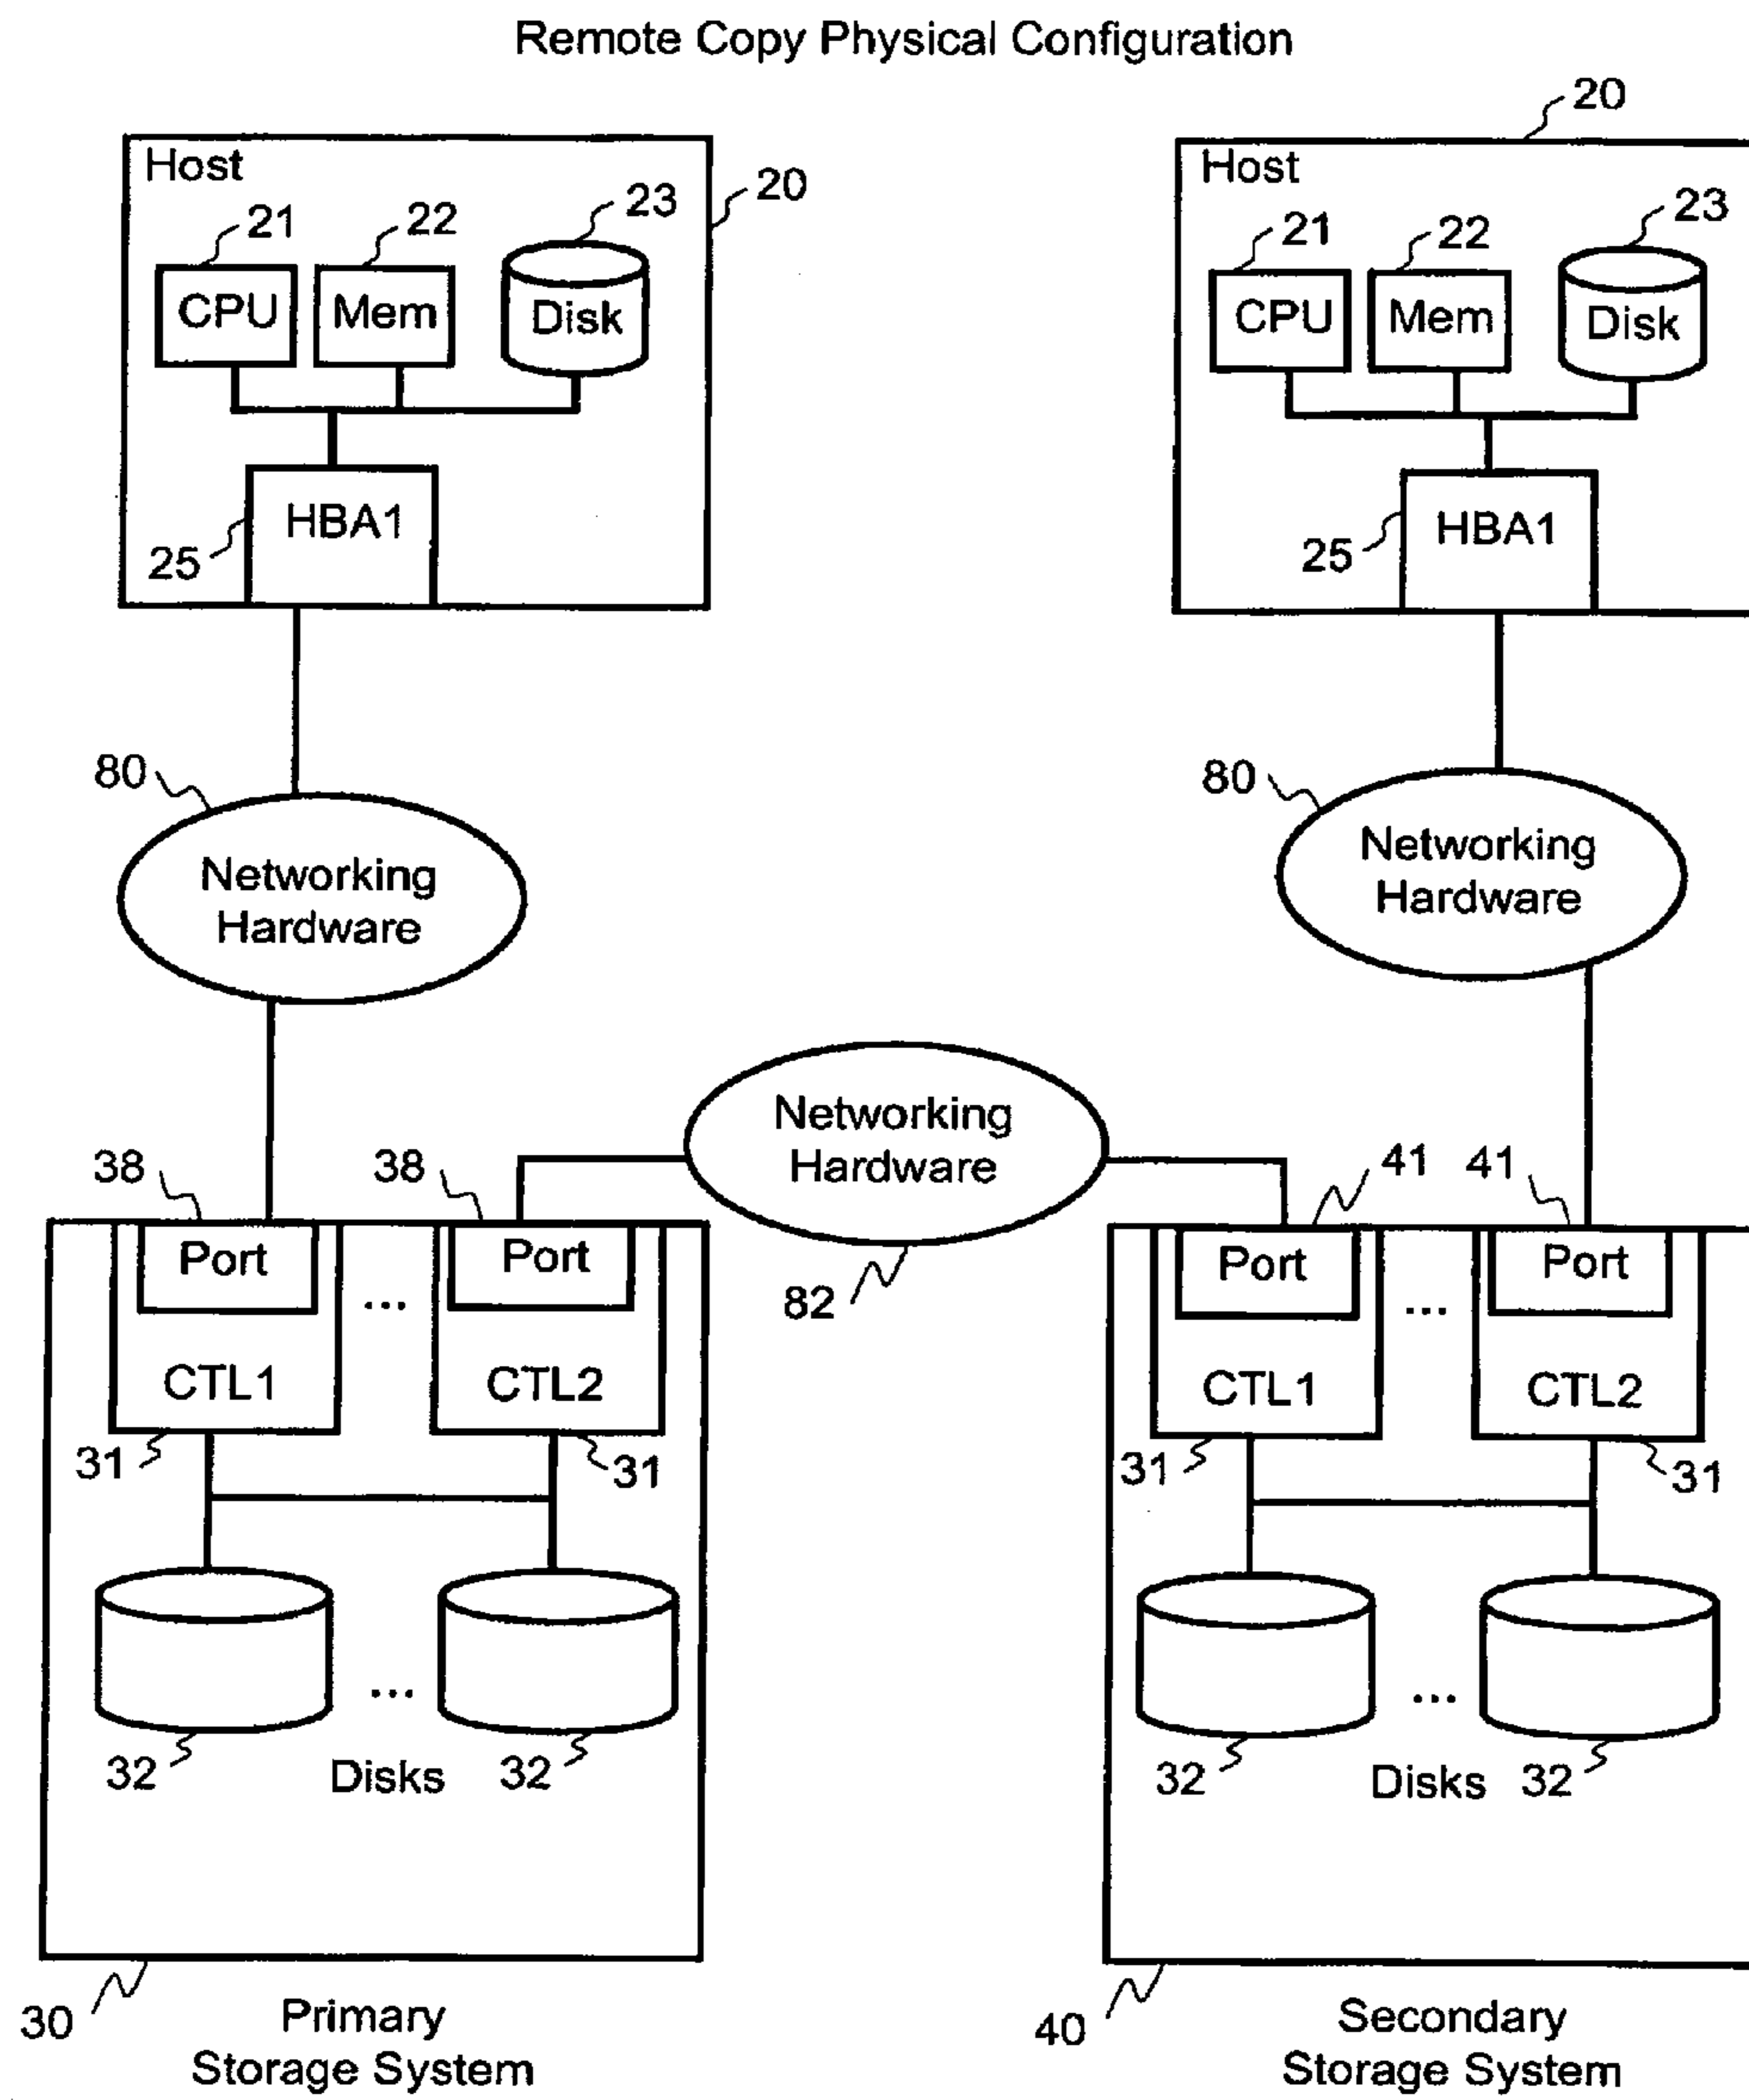 Remote Copy Physical Configuration
20
Host
21
22
23
20
CPU
Mem
Disk
HBA1
25
Host
21
22
23
CPU
Mem
Disk
HBA1
25
80
Networking
Hardware
80
Networking
Hardware
Networking
Hardware
82
38
38
Port
...
Port
CTL1
CTL2
31
31
...
32
Disks
32
30
Primary
Storage System
41
41
Port
...
Port
CTL1
CTL2
31
31
...
32
Disks
32
40
Secondary
Storage System